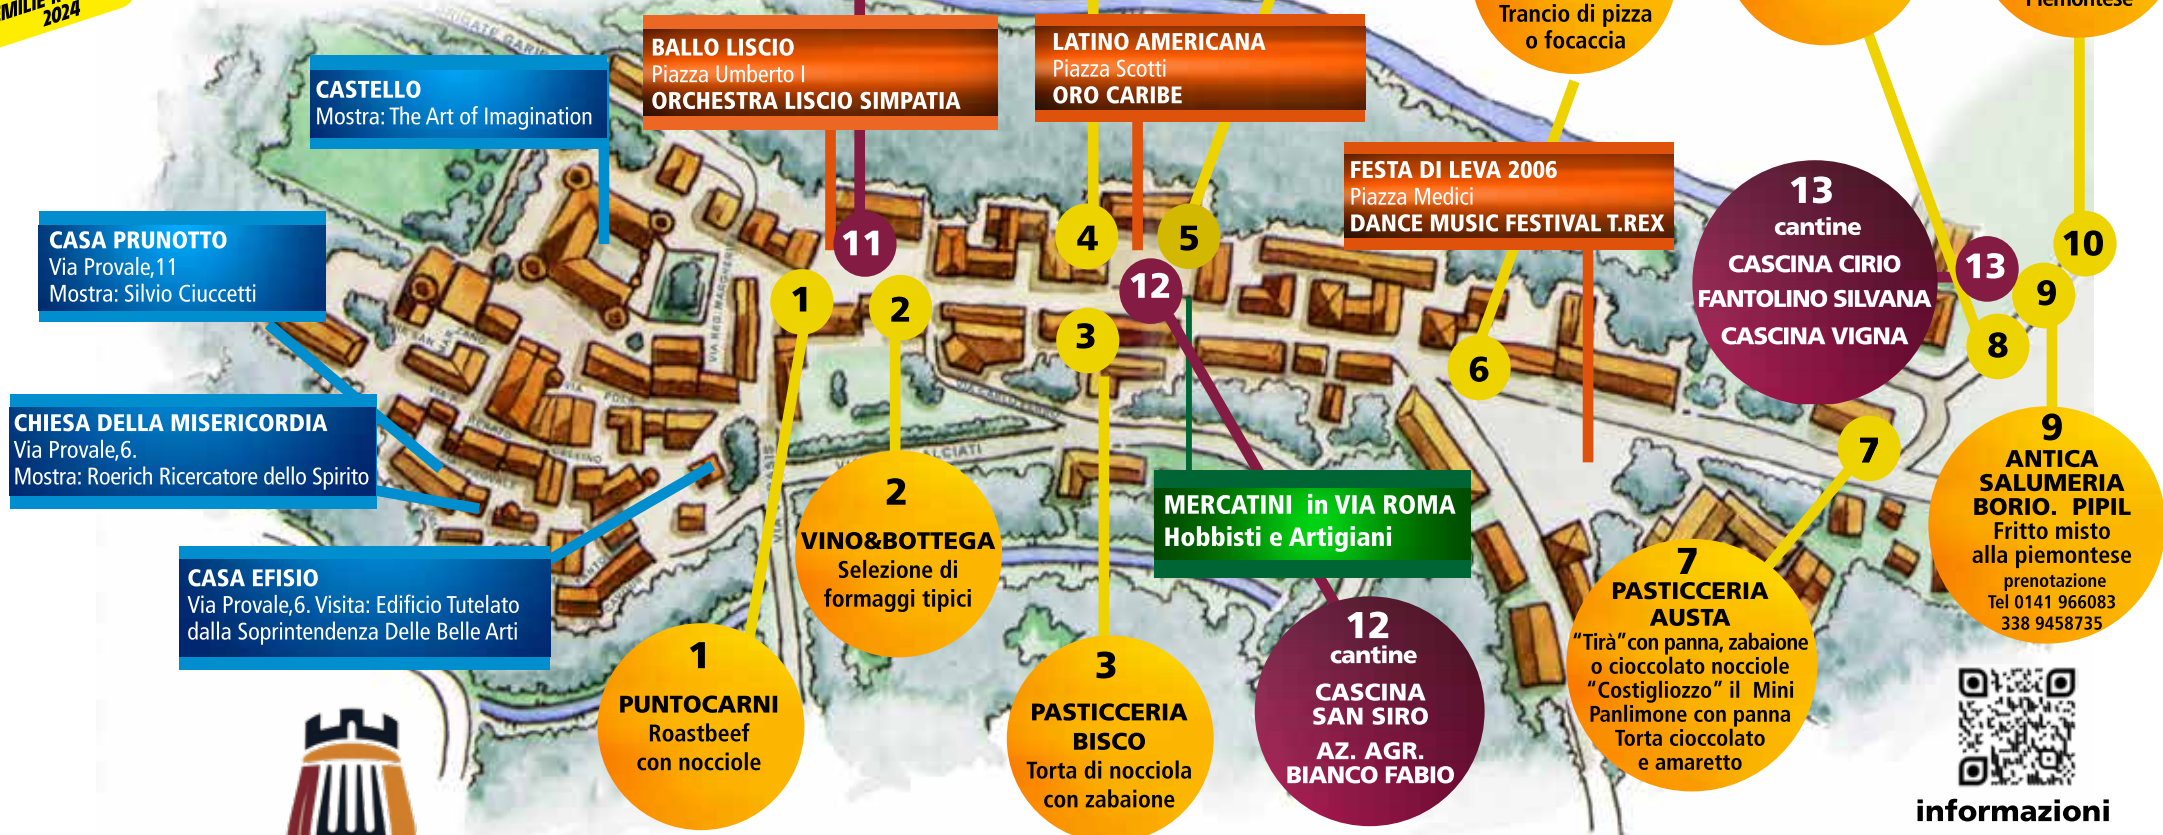 2024
Trancio di pizza
o focaccia
Piemontese
BALLO LISCIO
Piazza Umberto I
ORCHESTRA LISCIO SIMPATIA
LATINO AMERICANA
Piazza Scotti
ORO CARIBE
CASTELLO
Mostra: The Art of Imagination
FESTA DI LEVA 2006
Piazza Medici
DANCE MUSIC FESTIVAL T.REX
13
cantine
CASCINA CIRIO
FANTOLINO SILVANA
CASCINA VIGNA
CASA PRUNOTTO
Via Provale,11
Mostra: Silvio Ciuccetti
11
4
5
12
1
2
3
6
13
10
9
8
7
CHIESA DELLA MISERICORDIA
Via Provale,6.
Mostra: Roerich Ricercatore dello Spirito
CASA EFISIO
Via Provale,6. Visita: Edificio Tutelato
dalla Soprintendenza Delle Belle Arti
2
VINO&BOTTEGA
Selezione di
formaggi tipici
MERCATINI in VIA ROMA
Hobbisti e Artigiani
9
ANTICA
SALUMERIA
BORIO. PIPIL
Fritto misto
alla piemontese
prenotazione
Tel 0141 966083
338 9458735
1
PUNTOCARNI
Roastbeef
con nocciole
3
PASTICCERIA
BISCO
Torta di nocciola
con zabaione
12
cantine
CASCINA
SAN SIRO
AZ. AGR.
BIANCO FABIO
7
PASTICCERIA
AUSTA
“Tirà” con panna, zabaione
o cioccolato nocciole
“Costigliozzo” il Mini
Panlimone con panna
Torta cioccolato
e amaretto
informazioni